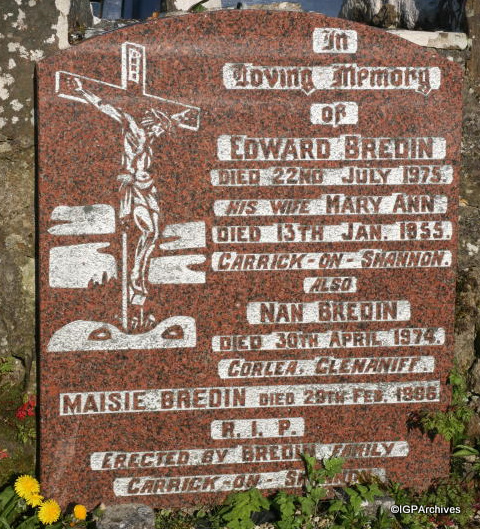 In
Loving Memory
of
EDWARD BREDIN
DIED 22ND JULY 1975.
HIS WIFE MARY ANN
DIED 13TH JAN. 1955.
CARRICK-ON-SHANNON.
ALSO
NAN BREDIN
DIED 30TH APRIL 1974.
CORLEA. GLENANIFF.
MAISIE. BREDIN DIED 29TH FEB. 1996
R.I.P.
ERECTED BY BREDIN FAMILY
CARRICK-ON-SHANNON.
©IGPArchives